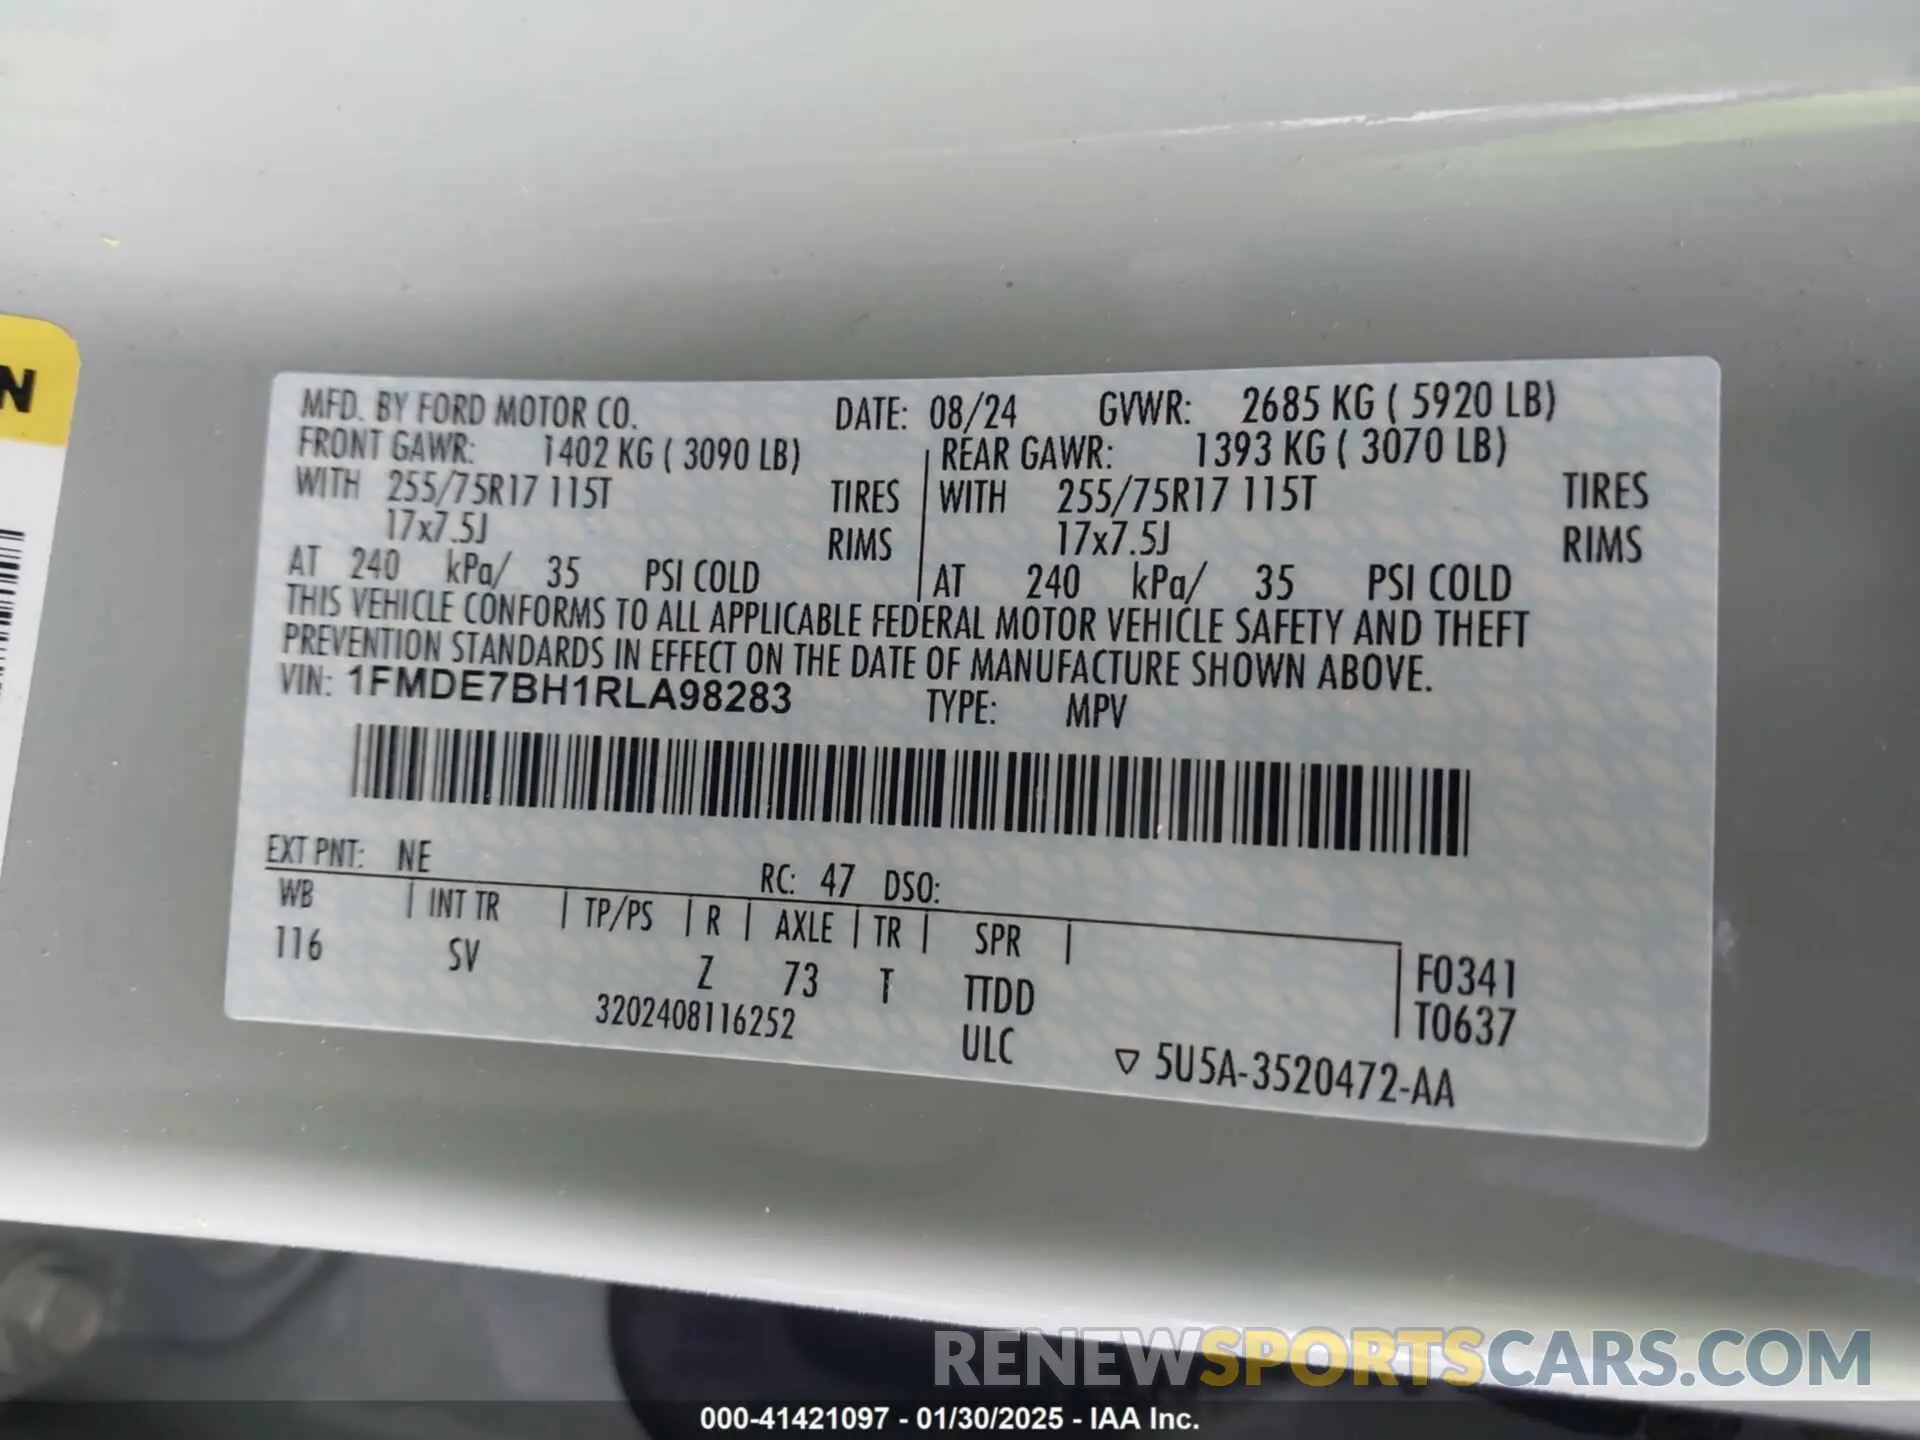 N
MFD. BY FORD MOTOR CO. DATE: 08/24 GVWR: 2685 KG ( 5920 LB)
FRONT GAWR: 1402 KG ( 3090 LB) REAR GAWR: 1393 KG ( 3070 LB)
WITH 255/75R17 115T TIRES WITH 255/75R17 115T TIRES
17x7.5J RIMS 17x7.5J RIMS
AT 240 kPa/ 35 PSI COLD AT 240 kPa/ 35 PSI COLD
THIS VEHICLE CONFORMS TO ALL APPLICABLE FEDERAL MOTOR VEHICLE SAFETY AND THEFT
PREVENTION STANDARDS IN EFFECT ON THE DATE OF MANUFACTURE SHOWN ABOVE.
VIN: 1FMDE7BH1RLA98283 TYPE: MPV
EXT PNT: NE RC: 47 DSO:
WB | INT TR | TP/PS | R | AXLE | TR | SPR |
116 SV Z 73 T TTDD F0341
3202408116252 ULC T0637
▽ 5U5A-3520472-AA
RENEWSPORTSCARS.COM
000-41421097 - 01/30/2025 - IAA Inc.